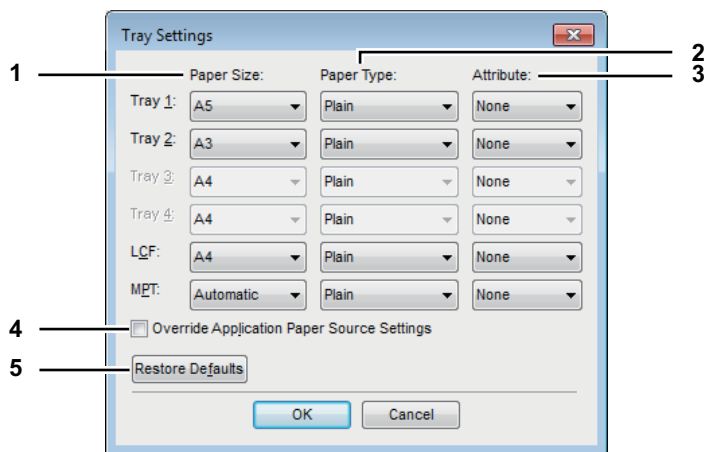 Tray Settings
2
1 Paper Size: Paper Type: Attribute: 3
Tray 1: A5 Plain None
Tray 2: A3 Plain None
Tray 3: A4 Plain None
Tray 4: A4 Plain None
LCF: A4 Plain None
MPT: Automatic Plain None
4 Override Application Paper Source Settings
5 Restore Defaults
OK Cancel